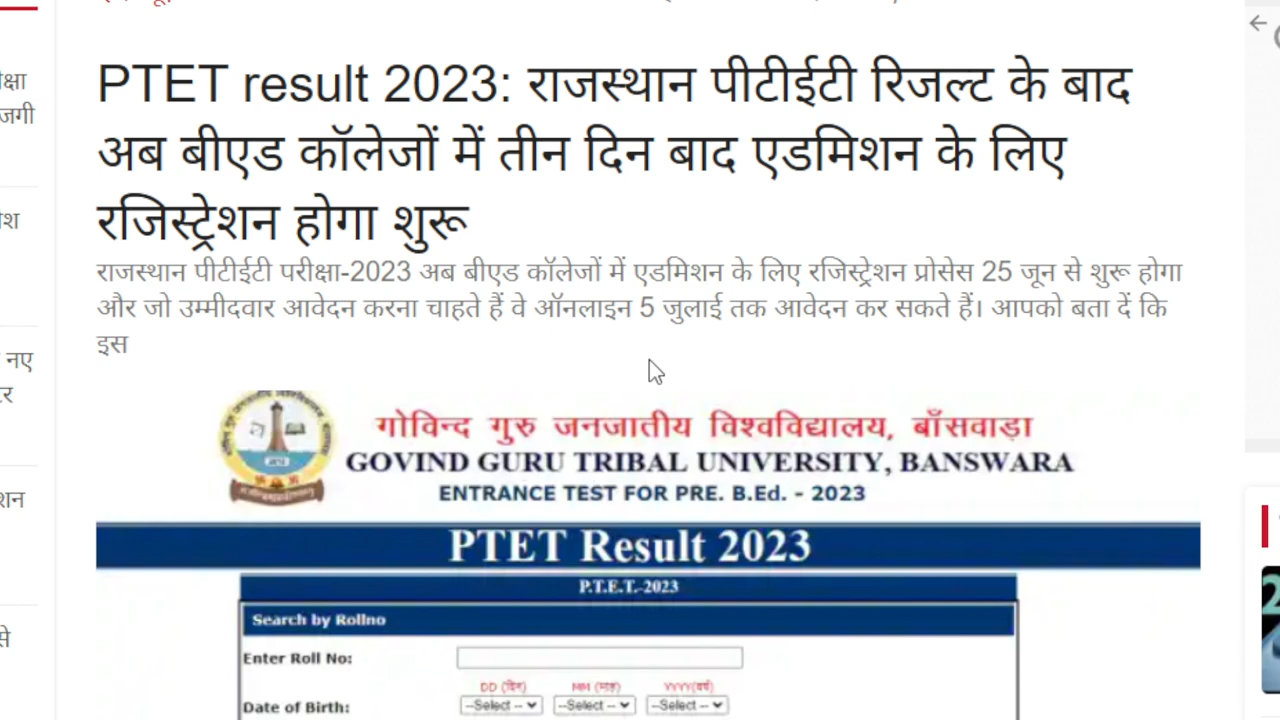 PTET result 2023: राजस्थान पीटीईटी रिजल्ट के बाद
अब बीएड कॉलेजों में तीन दिन बाद एडमिशन के लिए
रजिस्ट्रेशन होगा शुरू
राजस्थान पीटीईटी परीक्षा-2023 अब बीएड कॉलेजों में एडमिशन के लिए रजिस्ट्रेशन प्रोसेस 25 जून से शुरू होगा
और जो उम्मीदवार आवेदन करना चाहते हैं वे ऑनलाइन 5 जुलाई तक आवेदन कर सकते हैं। आपको बता दें कि
इस
नए
से
गोविन्द गुरु जनजातीय विश्वविद्यालय, बाँसवाड़ा
GOVIND GURU TRIBAL UNIVERSITY, BANSWARA
ENTRANCE TEST FOR PRE. B.Ed. - 2023
PTET Result 2023
P.T.E.T.-2023
Search by Rollno
Enter Roll No:
DD (दिन) MM (माह) YYYY(वर्ष)
Date of Birth: --Select -- --Select -- --Select --